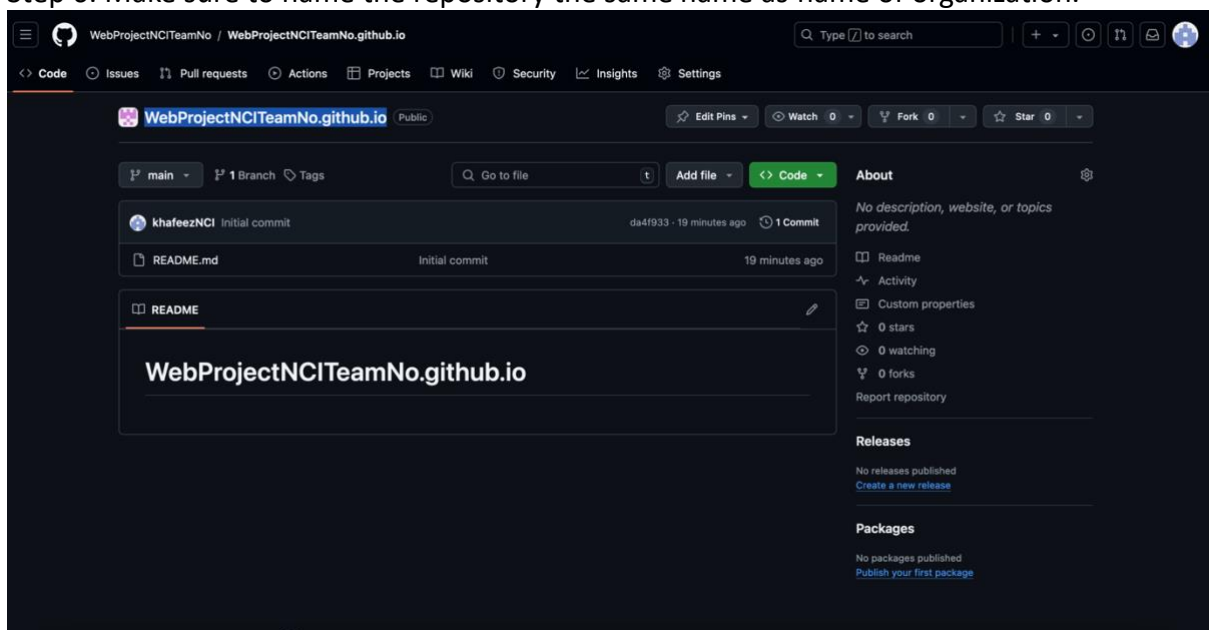 Step 6: Make sure to name the repository the same name as name of organization.
WebProjectNCITeamNo / WebProjectNCITeamNo.github.io
Type / to search
Code Issues Pull requests Actions Projects Wiki Security Insights Settings
WebProjectNCITeamNo.github.io Public
Edit Pins Watch 0 Fork 0 Star 0
main 1 Branch Tags Go to file t Add file Code
khafeezNCI Initial commit da4f933 · 19 minutes ago 1 Commit
README.md Initial commit 19 minutes ago
README
WebProjectNCITeamNo.github.io
About
No description, website, or topics
provided.
Readme
Activity
Custom properties
0 stars
0 watching
0 forks
Report repository
Releases
No releases published
Create a new release
Packages
No packages published
Publish your first package